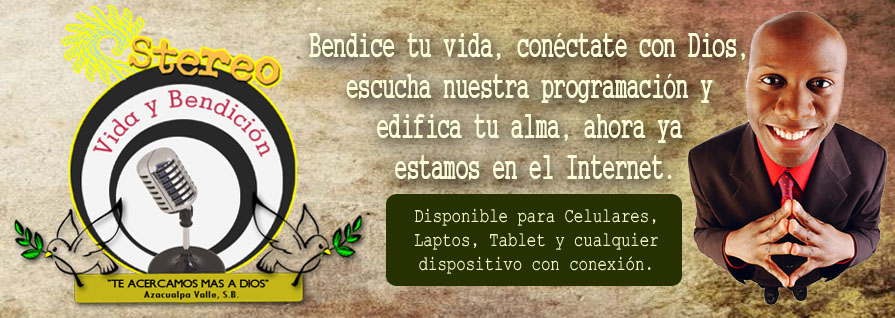 Stereo
Vida y Bendición
"TE ACERCAMOS MAS A DIOS"
Azacualpa Valle, S.B.
Bendice tu vida, conéctate con Dios,
escucha nuestra programación y
edifica tu alma, ahora ya
estamos en el Internet.
Disponible para Celulares,
Laptos, Tablet y cualquier
dispositivo con conexión.